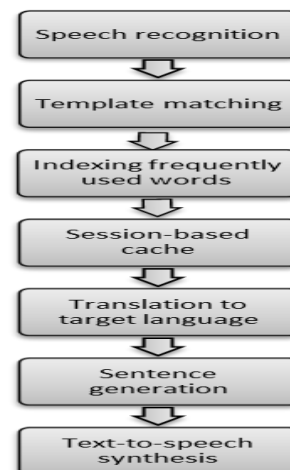 Speech recognition
Template matching
Indexing frequently
used words
Session-based
cache
Translation to
target language
Sentence
generation
Text-to-speech
synthesis